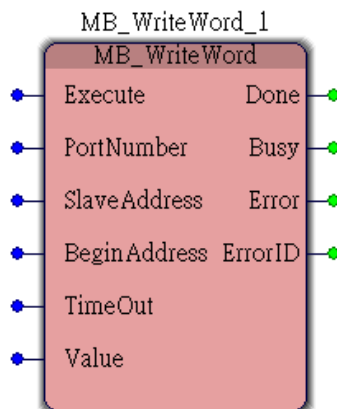 MB_WriteWord_1
MB_WriteWord
Execute Done
PortNumber Busy
SlaveAddress Error
BeginAddress ErrorID
TimeOut
Value